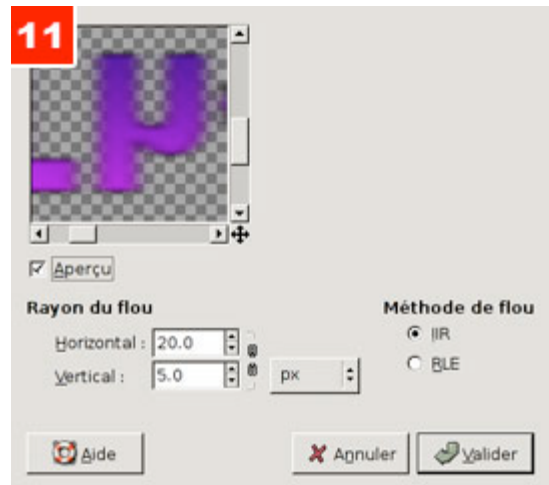 11
µ
Aperçu
Rayon du flou
Méthode de flou
Horizontal : 20.0
IIR
Vertical : 5.0
px
RLE
Aide
Annuler
Valider